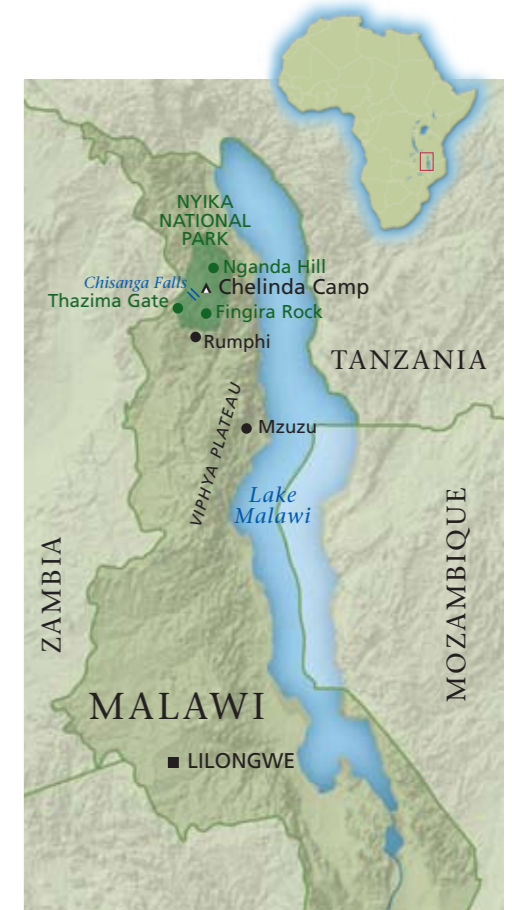 NYIKA
NATIONAL
PARK
Nganda Hill
Chisanga Falls
Chelinda Camp
Thazima Gate
Fingira Rock
Rumphi
TANZANIA
VIPHYA PLATEAU
Mzuzu
Lake
Malawi
ZAMBIA
MOZAMBIQUE
MALAWI
LILONGWE